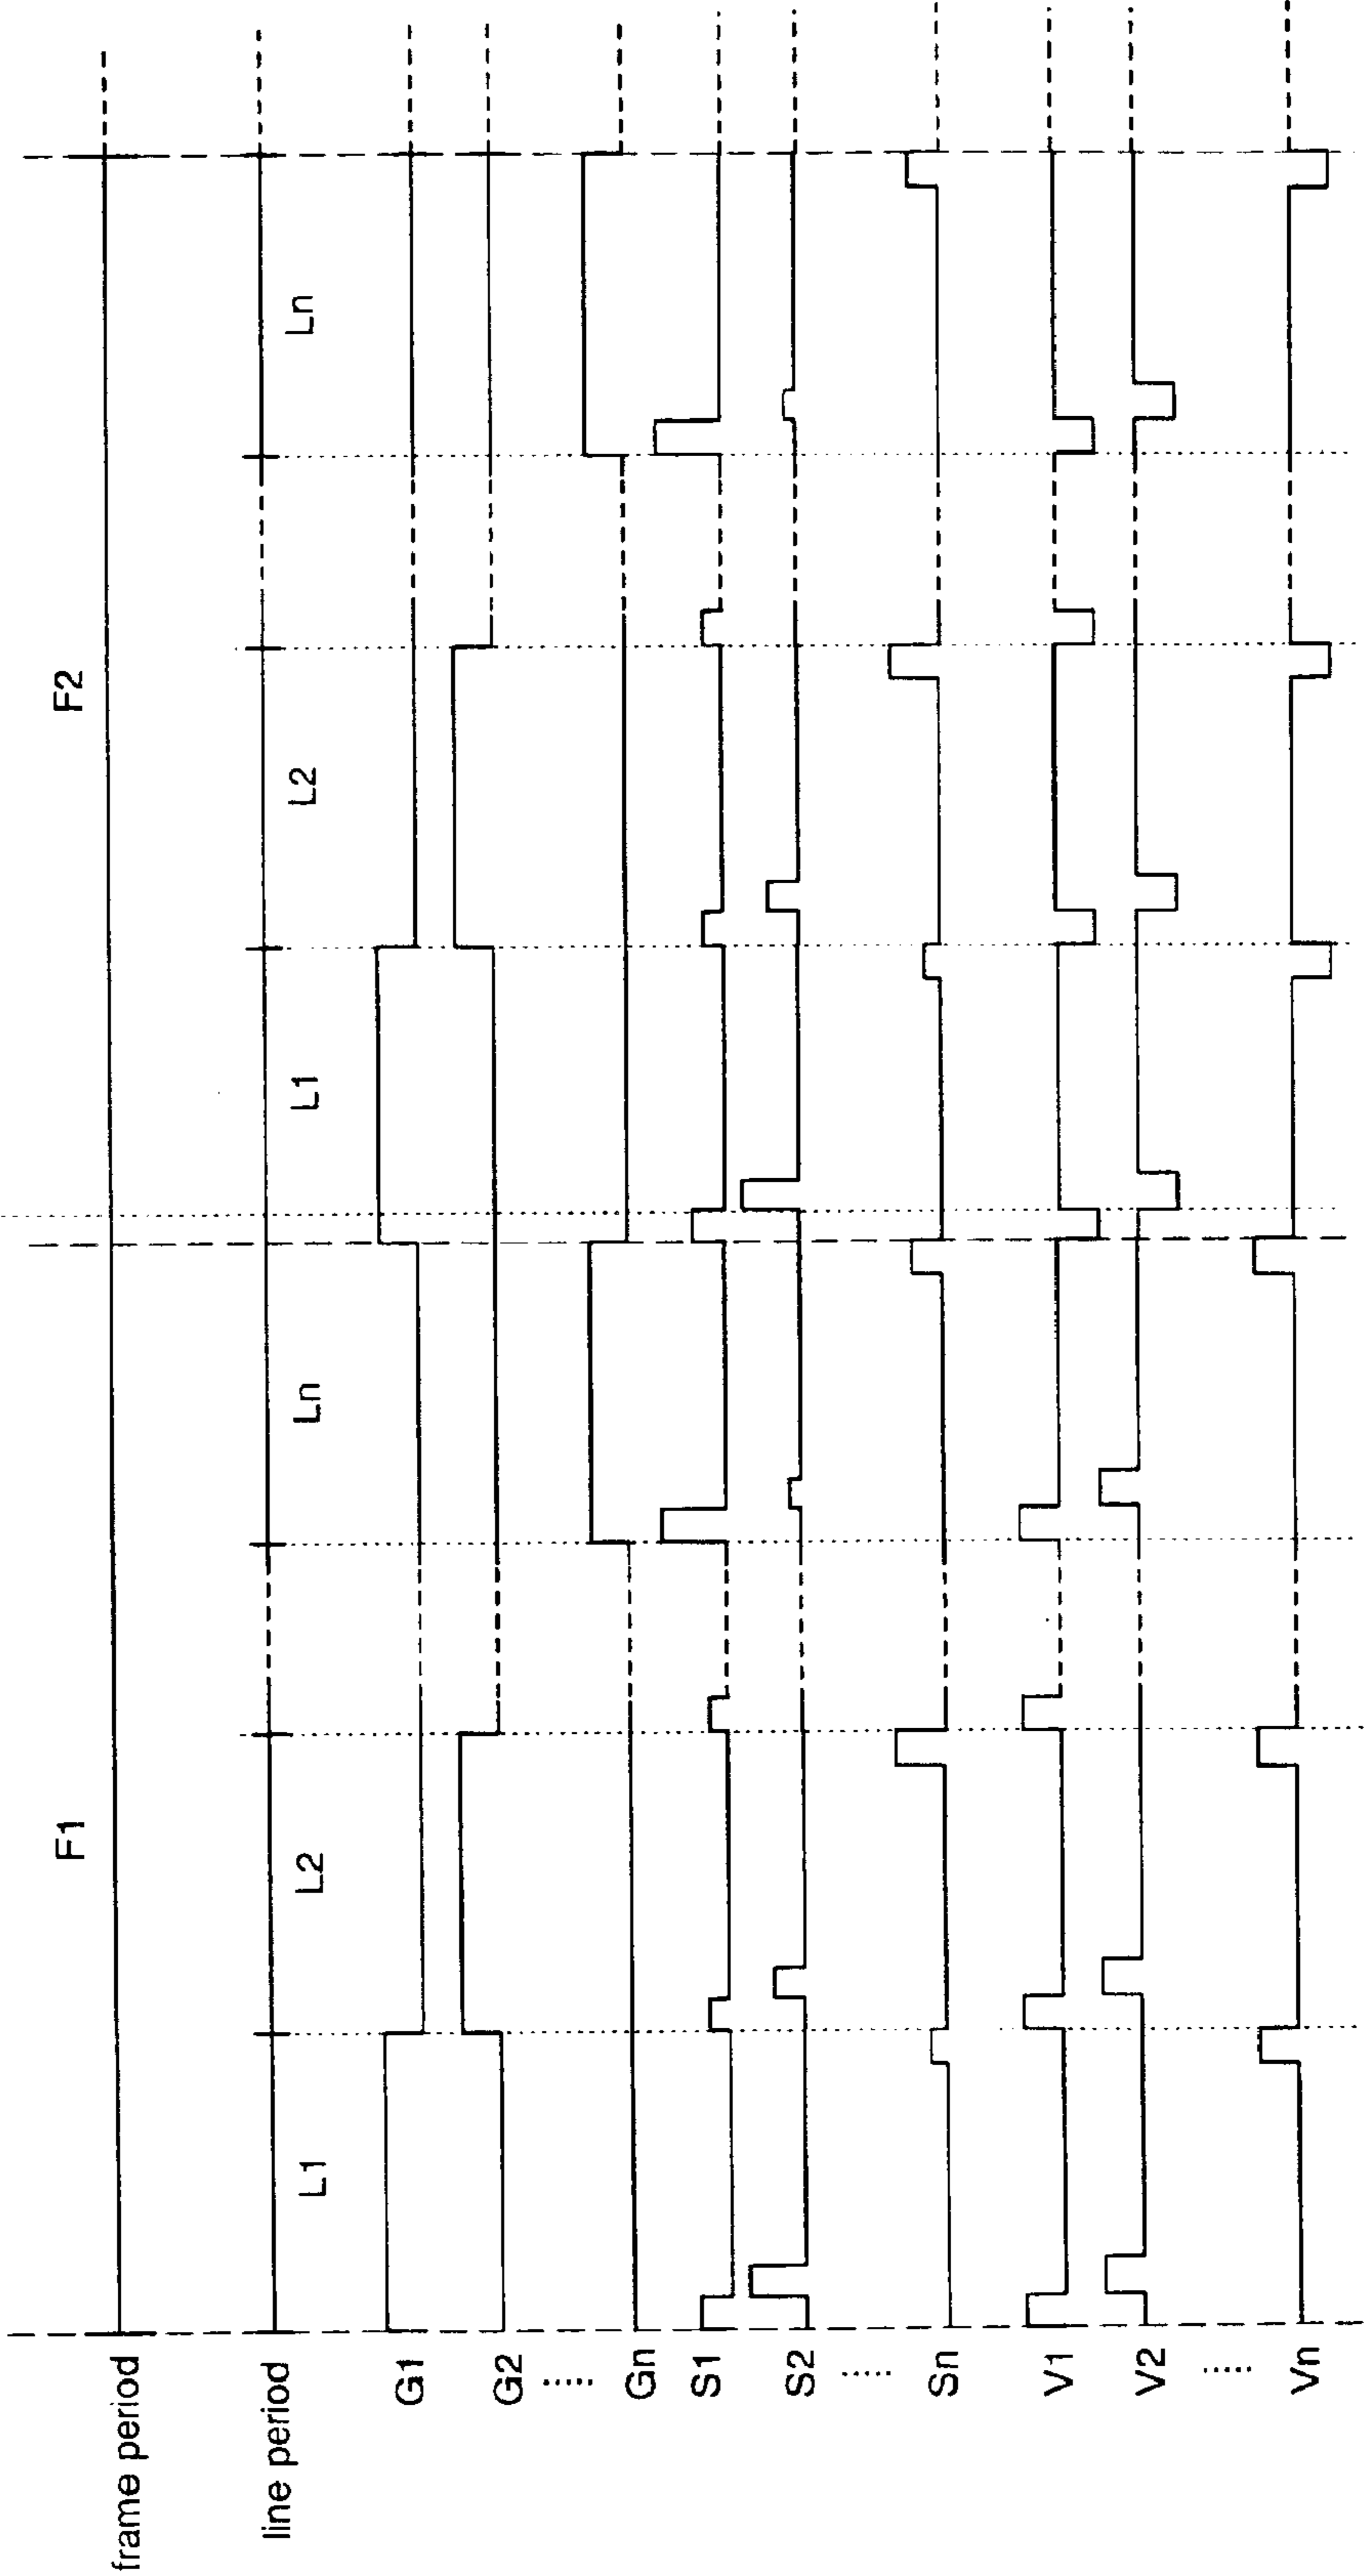 frame period
F1
F2
line period
L1
L2
Ln
L1
L2
Ln
G1
G2
......
Gn
S1
S2
......
Sn
V1
V2
......
Vn